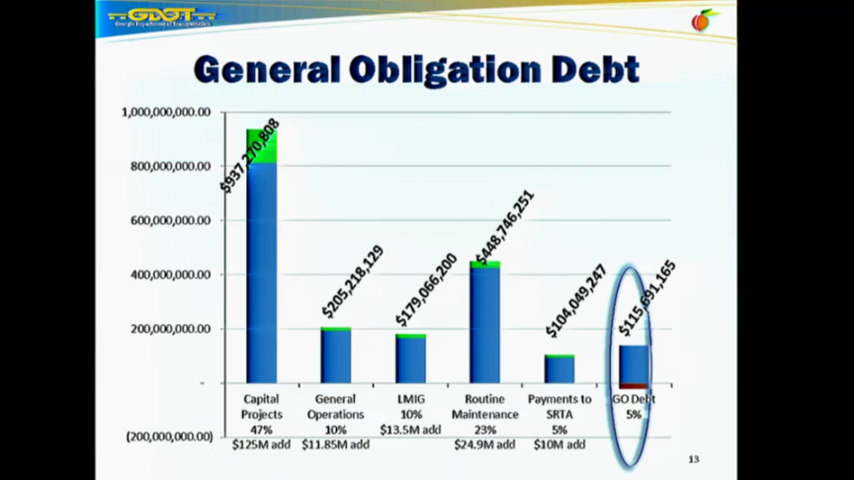 GDOT
Georgia Department of Transportation
General Obligation Debt
1,000,000,000.00
800,000,000.00
600,000,000.00
400,000,000.00
200,000,000.00
-
(200,000,000.00)
$937,270,808
$205,218,129
$179,066,200
$448,746,251
$104,049,247
$115,691,165
Capital
Projects
47%
$125M add
General
Operations
10%
$11.85M add
LMIG
10%
$13.5M add
Routine
Maintenance
23%
$24.9M add
Payments to
SRTA
5%
$10M add
GO Debt
5%
13